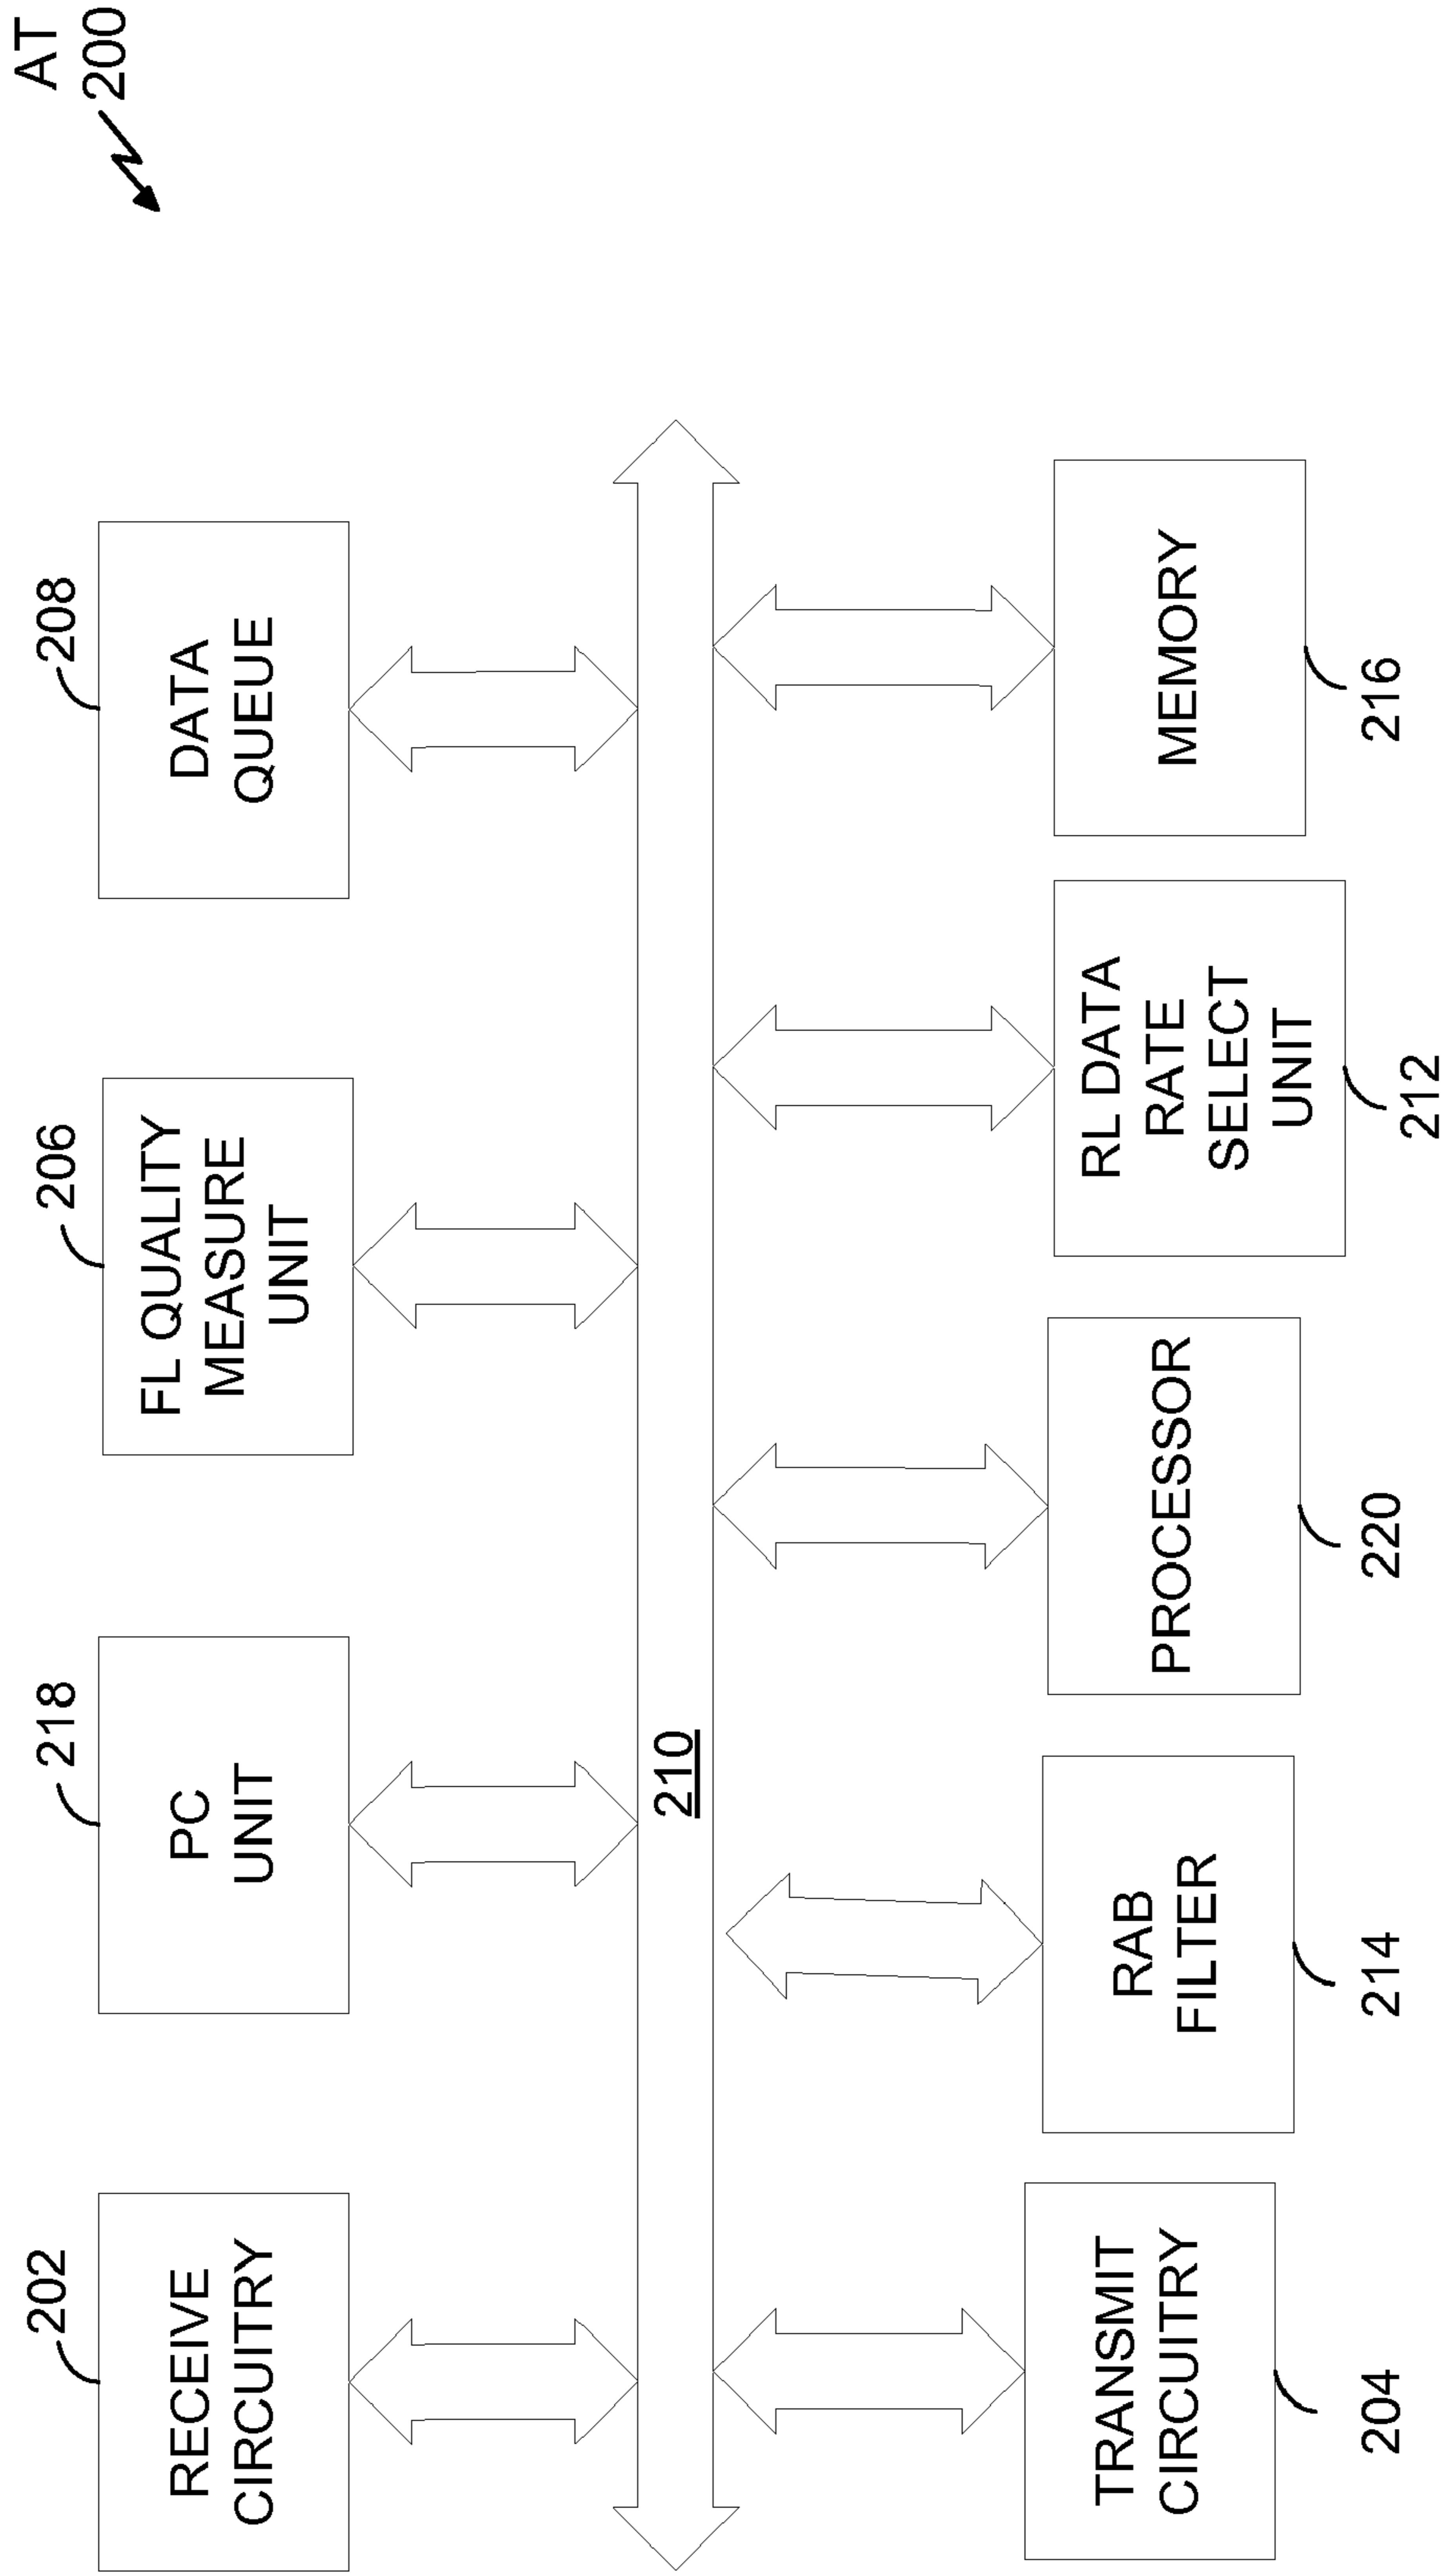 AT
200
202
RECEIVE
CIRCUITRY
218
PC
UNIT
206
FL QUALITY
MEASURE
UNIT
208
DATA
QUEUE
210
TRANSMIT
CIRCUITRY
204
RAB
FILTER
214
PROCESSOR
220
RL DATA
RATE
SELECT
UNIT
212
MEMORY
216